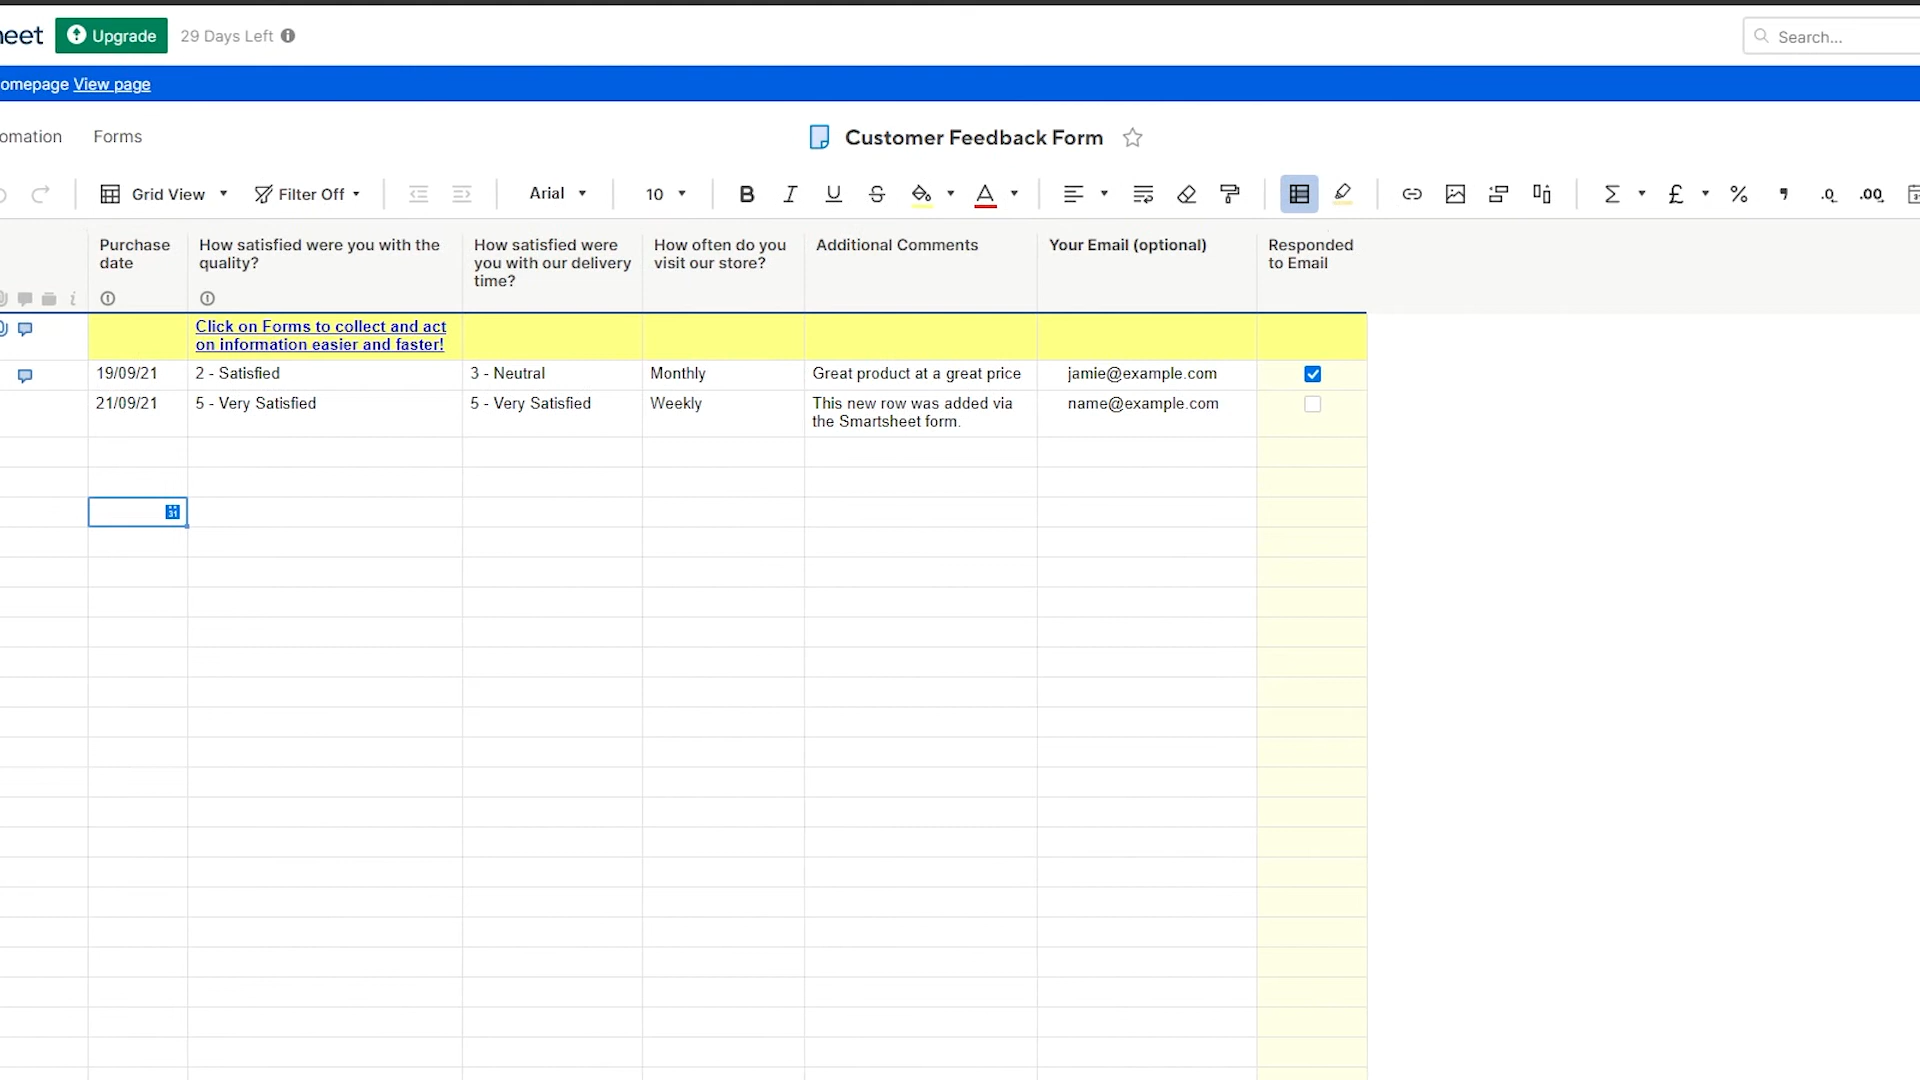 eet Upgrade 29 Days Left Search...
omepage View page
omation Forms Customer Feedback Form
Grid View Filter Off Arial 10 B I U S A Σ £ % , .0 .00
Purchase date
How satisfied were you with the quality?
How satisfied were you with our delivery time?
How often do you visit our store?
Additional Comments
Your Email (optional)
Responded to Email
Click on Forms to collect and act
on information easier and faster!
19/09/21 2 - Satisfied 3 - Neutral Monthly Great product at a great price jamie@example.com
21/09/21 5 - Very Satisfied 5 - Very Satisfied Weekly This new row was added via name@example.com
the Smartsheet form.
31